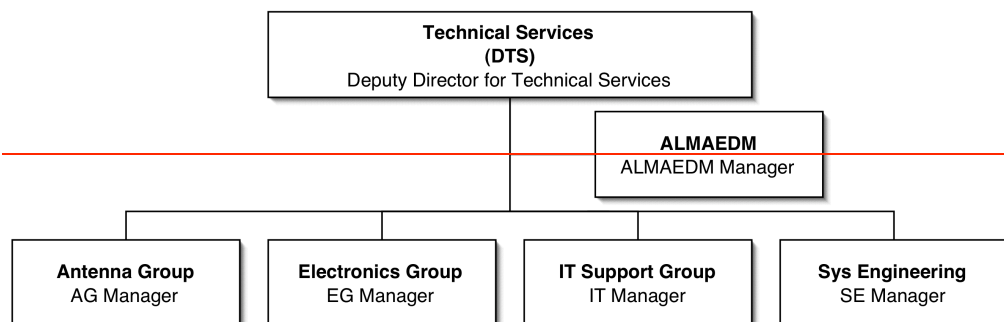 Technical Services
(DTS)
Deputy Director for Technical Services
ALMAEDM
ALMAEDM Manager
Antenna Group
AG Manager
Electronics Group
EG Manager
IT Support Group
IT Manager
Sys Engineering
SE Manager